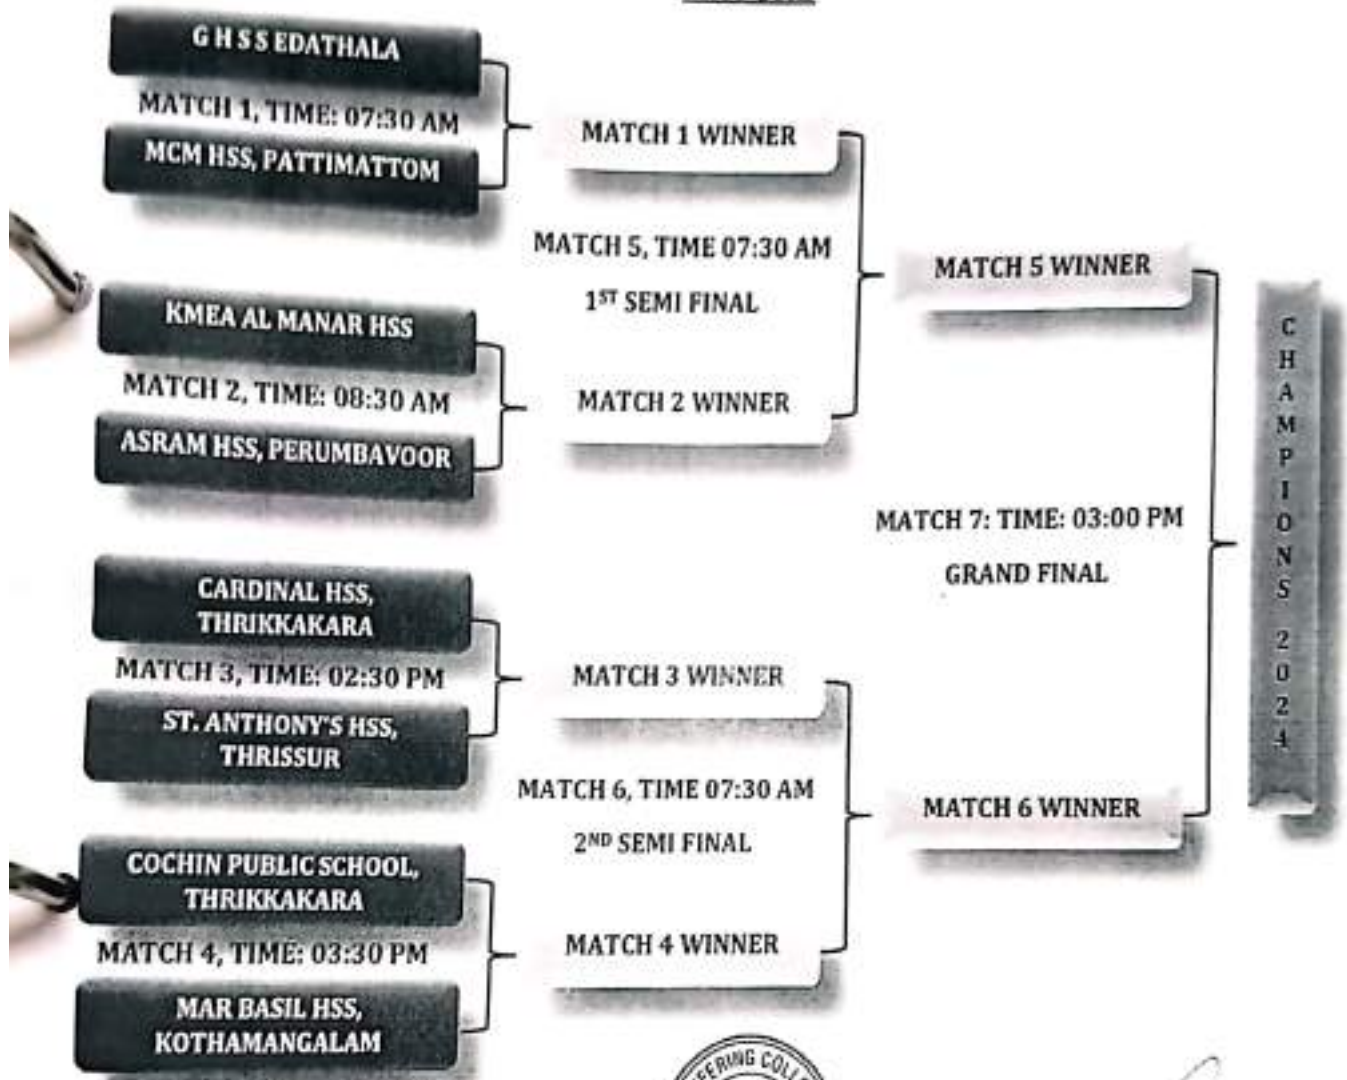 G H S S EDATHALA
MATCH 1, TIME: 07:30 AM
MCM HSS, PATTIMATTOM
MATCH 1 WINNER
MATCH 5, TIME 07:30 AM
1ST SEMI FINAL
KMEA AL MANAR HSS
MATCH 2, TIME: 08:30 AM
ASRAM HSS, PERUMBAVOOR
MATCH 2 WINNER
MATCH 5 WINNER
MATCH 7: TIME: 03:00 PM
GRAND FINAL
CARDINAL HSS,
THRIKKAKARA
MATCH 3, TIME: 02:30 PM
ST. ANTHONY'S HSS,
THRISSUR
MATCH 3 WINNER
MATCH 6, TIME 07:30 AM
2ND SEMI FINAL
COCHIN PUBLIC SCHOOL,
THRIKKAKARA
MATCH 4, TIME: 03:30 PM
MAR BASIL HSS,
KOTHAMANGALAM
MATCH 4 WINNER
MATCH 6 WINNER
CHAMPIONS 2024